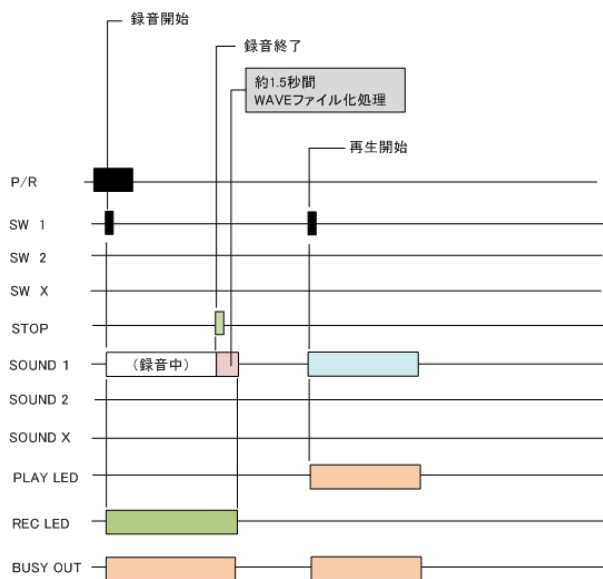 録音開始
録音終了
約1.5秒間
WAVEファイル化処理
再生開始
P/R
SW 1
SW 2
SW X
STOP
SOUND 1
(録音中)
SOUND 2
SOUND X
PLAY LED
REC LED
BUSY OUT